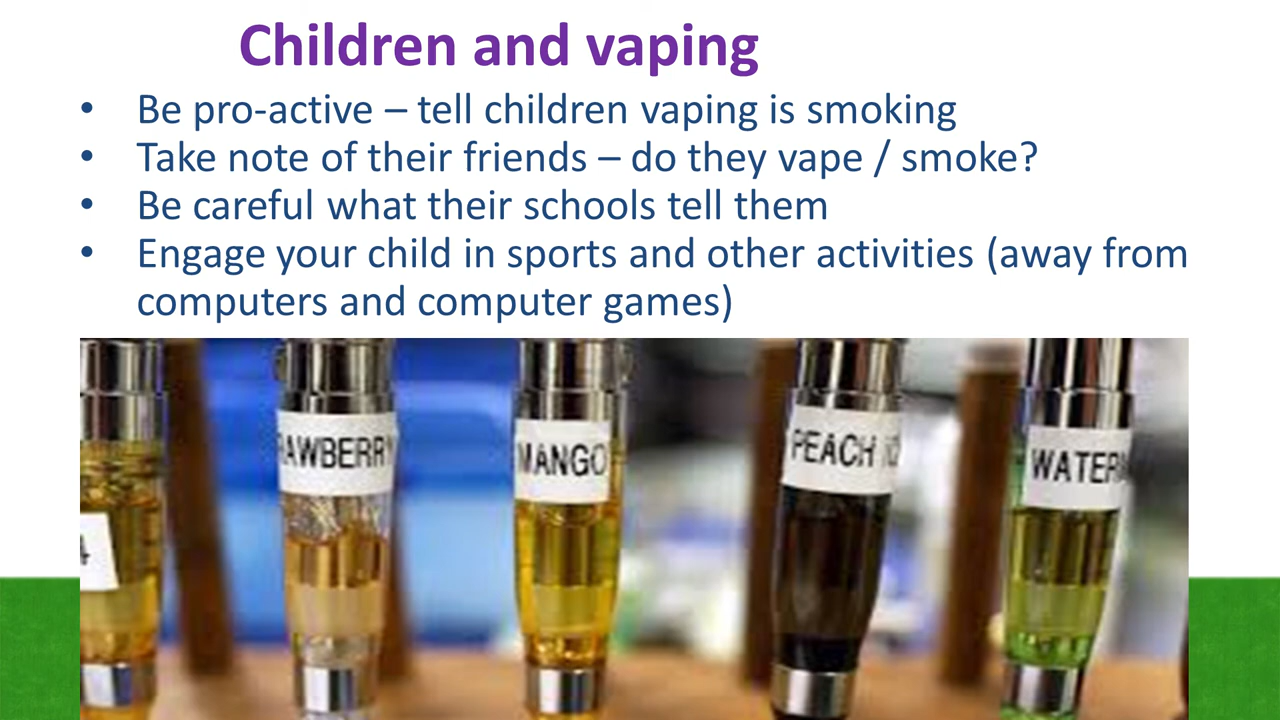 Children and vaping
• Be pro-active – tell children vaping is smoking
• Take note of their friends – do they vape / smoke?
• Be careful what their schools tell them
• Engage your child in sports and other activities (away from
computers and computer games)
4
RAWBERRY
MANGO
PEACH
WATER